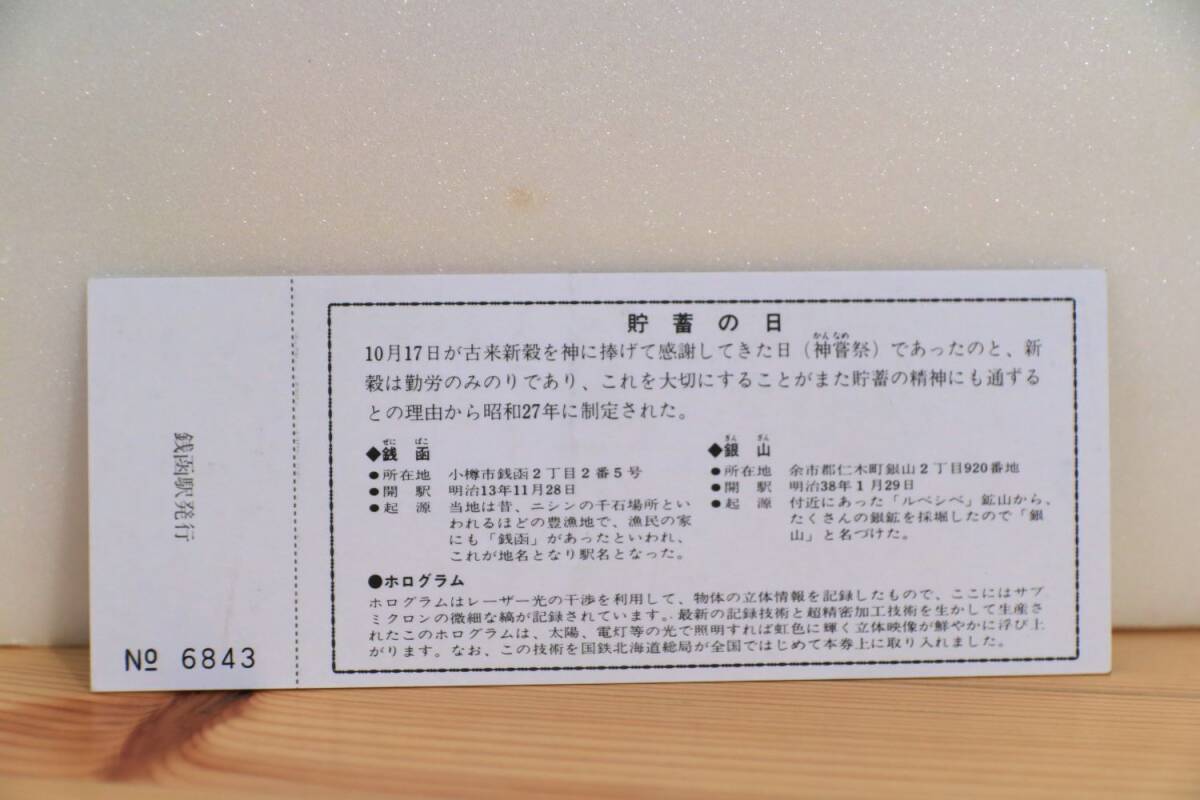 銭函駅発行
№ 6843
貯蓄の日
かんなめ
10月17日が古来新穀を神に捧げて感謝してきた日（神嘗祭）であったのと、新
穀は勤労のみのりであり、これを大切にすることがまた貯蓄の精神にも通ずる
との理由から昭和27年に制定された。
ぜに ばこ
◆銭函
●所在地 小樽市銭函2丁目2番5号
●開駅 明治13年11月28日
●起源 当地は昔、ニシンの千石場所とい
われるほどの豊漁地で、漁民の家
にも「銭函」があったといわれ、
これが地名となり駅名となった。
ぎん ざん
◆銀山
●所在地 余市郡仁木町銀山2丁目920番地
●開駅 明治38年1月29日
●起源 付近にあった「ルベシベ」鉱山から、
たくさんの銀鉱を採堀したので「銀
山」と名づけた。
●ホログラム
ホログラムはレーザー光の干渉を利用して、物体の立体情報を記録したもので、ここにはサブ
ミクロンの微細な縞が記録されています。最新の記録技術と超精密加工技術を生かして生産さ
れたこのホログラムは、太陽、電灯等の光で照明すれば虹色に輝く立体映像が鮮やかに浮び上
がります。なお、この技術を国鉄北海道総局が全国ではじめて本券上に取り入れました。